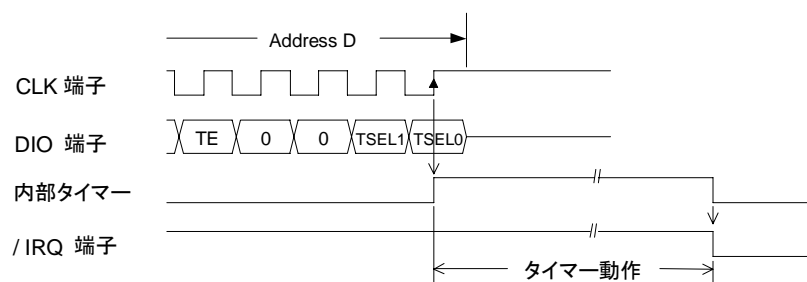 Address D
CLK 端子
DIO 端子
TE 0 0 TSEL1 TSEL0
内部タイマー
/ IRQ 端子
タイマー動作